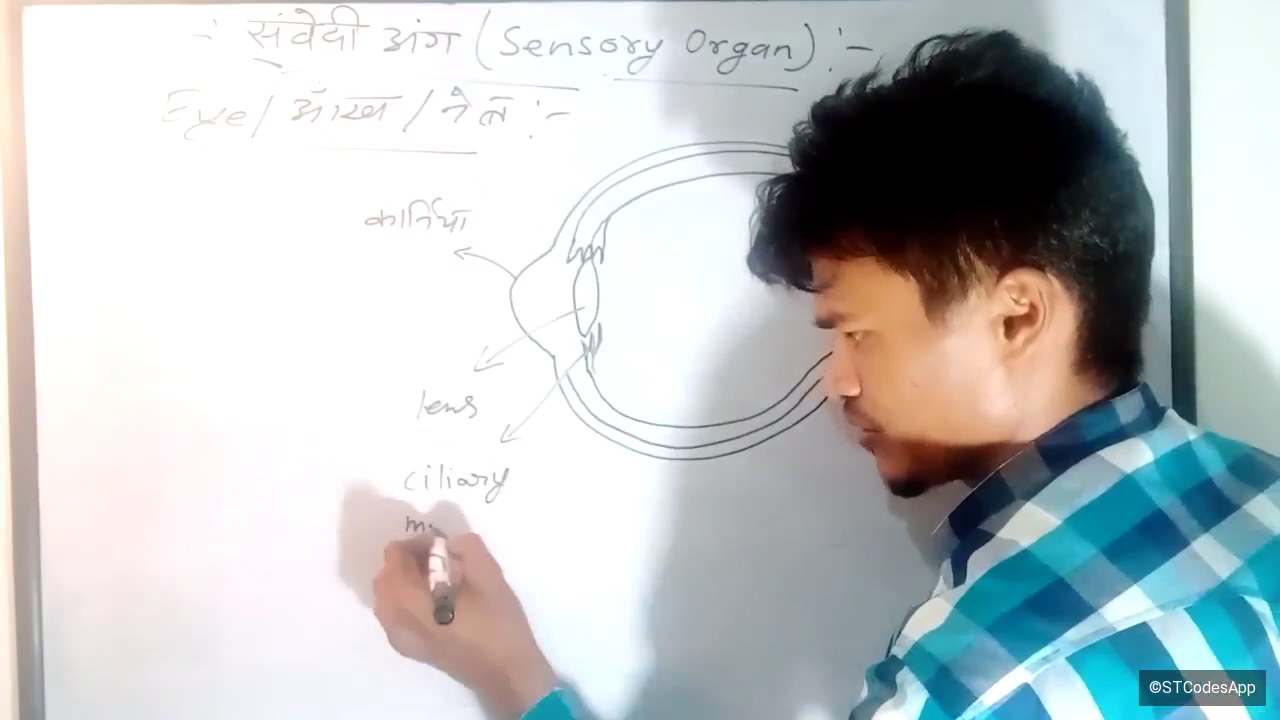 :- संवेदी अंग (Sensory Organ) :-
Eye / आँख / नेत्र :-
कार्निया
lens
ciliary
m
©STCodesApp